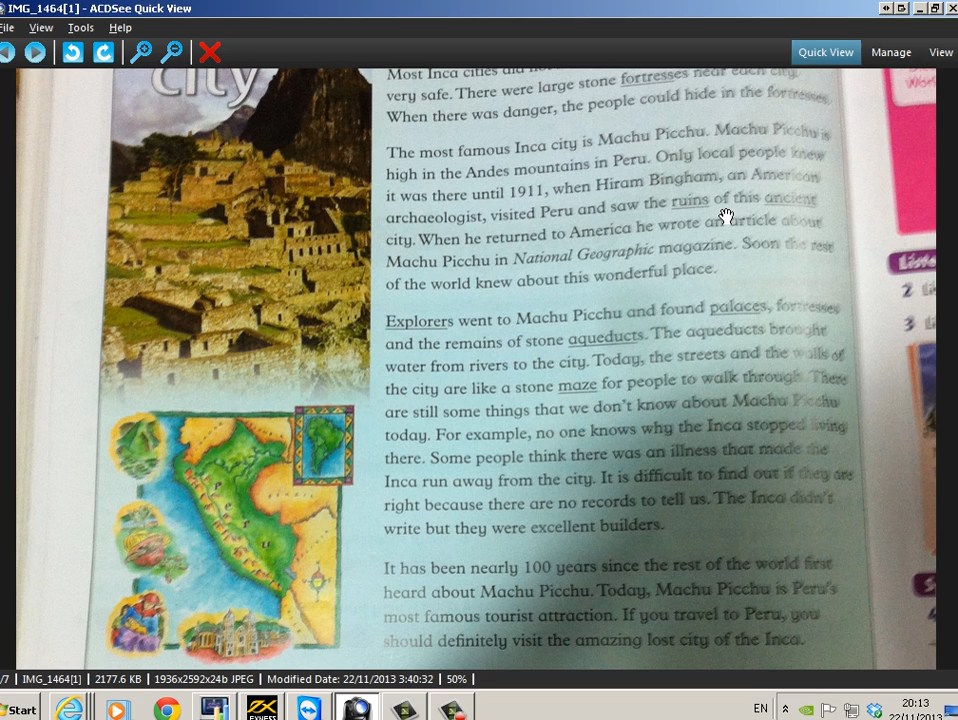 IMG_1464[1] - ACDSee Quick View
File View Tools Help
Quick View Manage View
city
Most Inca cities did not
very safe. There were large stone fortresses near each city.
When there was danger, the people could hide in the fortresses.
The most famous Inca city is Machu Picchu. Machu Picchu is
high in the Andes mountains in Peru. Only local people knew
it was there until 1911, when Hiram Bingham, an American
archaeologist, visited Peru and saw the ruins of this ancient
city. When he returned to America he wrote an article about
Machu Picchu in National Geographic magazine. Soon the rest
of the world knew about this wonderful place.
Explorers went to Machu Picchu and found palaces, fortresses
and the remains of stone aqueducts. The aqueducts brought
water from rivers to the city. Today, the streets and the walls of
the city are like a stone maze for people to walk through. There
are still some things that we don't know about Machu Picchu
today. For example, no one knows why the Inca stopped living
there. Some people think there was an illness that made the
Inca run away from the city. It is difficult to find out if they are
right because there are no records to tell us. The Inca didn't
write but they were excellent builders.
It has been nearly 100 years since the rest of the world first
heard about Machu Picchu. Today, Machu Picchu is Peru's
most famous tourist attraction. If you travel to Peru, you
should definitely visit the amazing lost city of the Inca.
2
3
/7 | IMG_1464[1] | 2177.6 KB | 1936x2592x24b JPEG | Modified Date: 22/11/2013 3:40:32 | 50% |
Start
EXNESS
EN
20:13
22/11/2013